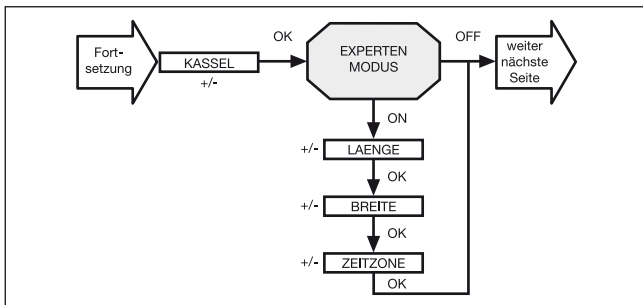 Fort-
setzung
KASSEL
+/-
OK
EXPERTEN
MODUS
OFF
weiter
nächste
Seite
ON
+/-
LAENGE
OK
+/-
BREITE
OK
+/-
ZEITZONE
OK